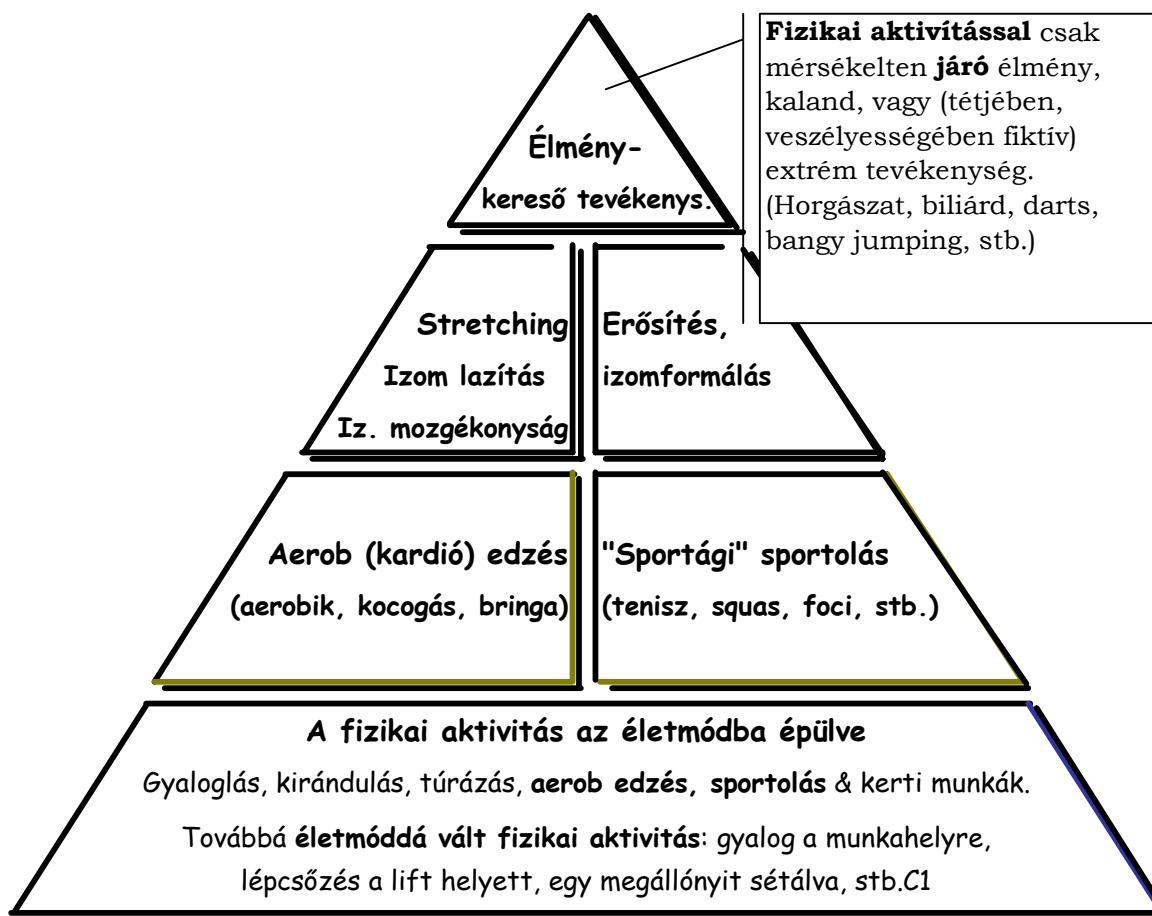 Fizikai aktivítással csak
mérsékelten járó élmény,
kaland, vagy (tétjében,
veszélyességében fiktív)
extrém tevékenység.
(Horgászat, biliárd, darts,
bangy jumping, stb.)
Élmény-
kereső tevékenys.
Stretching
Izom lazítás
Iz. mozgékonyság
Erősítés,
izomformálás
Aerob (kardió) edzés
(aerobik, kocogás, bringa)
"Sportági" sportolás
(tenisz, squas, foci, stb.)
A fizikai aktivitás az életmódba épülve
Gyaloglás, kirándulás, túrázás, aerob edzés, sportolás & kerti munkák.
Továbbá életmóddá vált fizikai aktivitás: gyalog a munkahelyre,
lépcsőzés a lift helyett, egy megállónyit sétálva, stb.C1